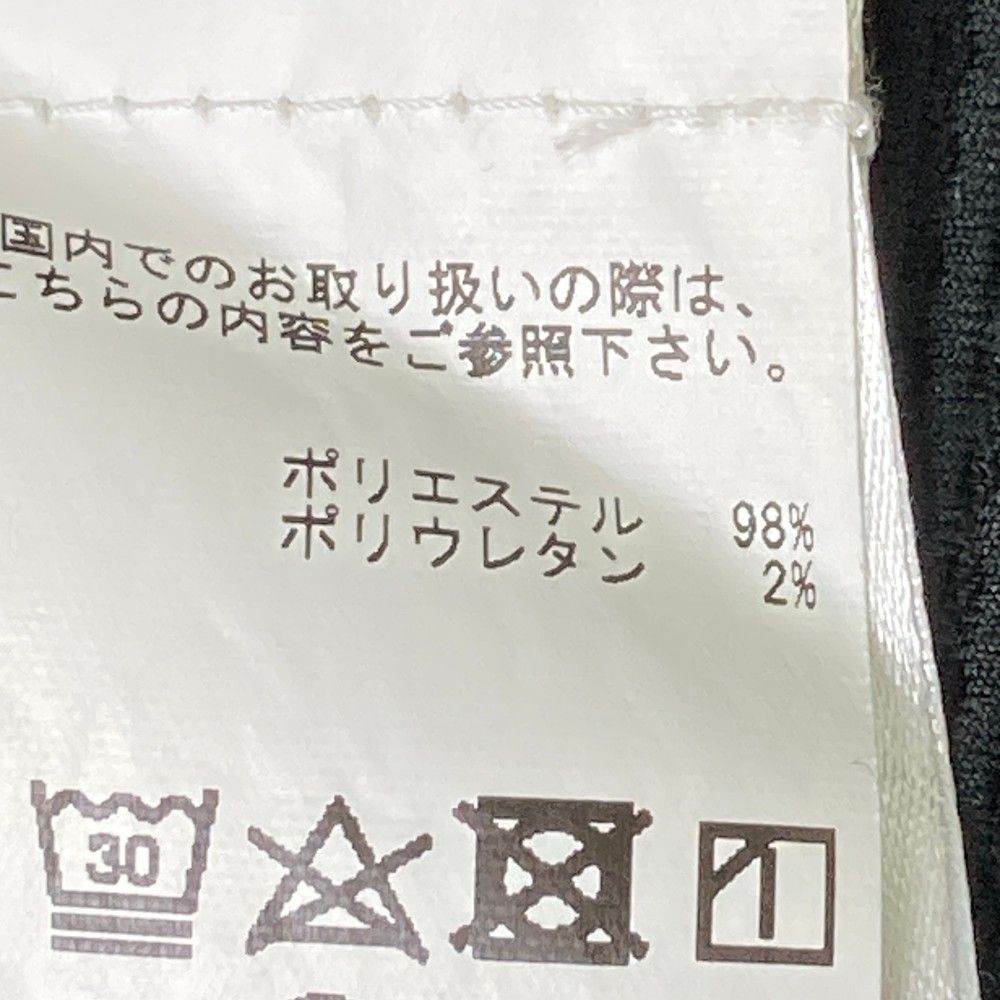 国内でのお取り扱いの際は、
こちらの内容をご参照下さい。
ポリエステル 98%
ポリウレタン 2%
30